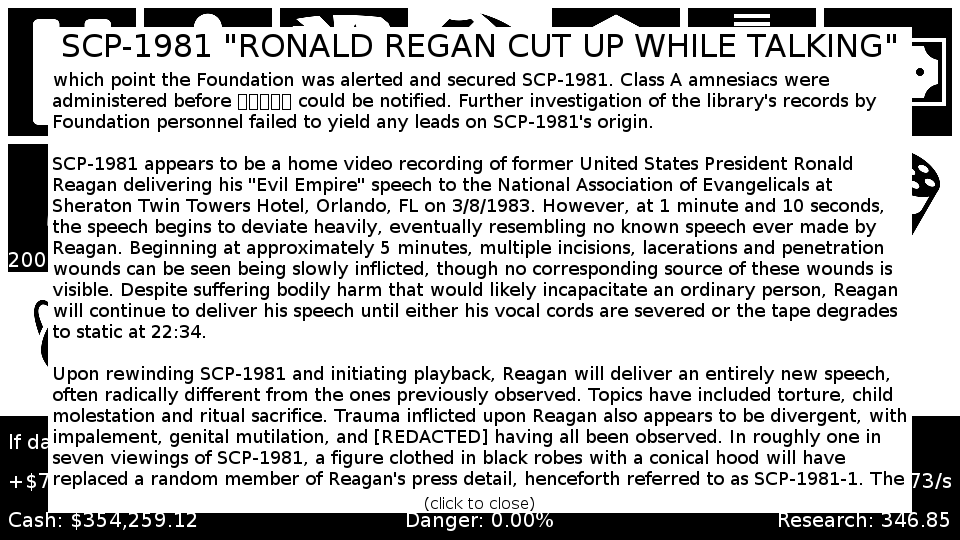 SCP-1981 "RONALD REGAN CUT UP WHILE TALKING"
which point the Foundation was alerted and secured SCP-1981. Class A amnesiacs were
administered before ▯▯▯▯▯ could be notified. Further investigation of the library's records by
Foundation personnel failed to yield any leads on SCP-1981's origin.
SCP-1981 appears to be a home video recording of former United States President Ronald
Reagan delivering his "Evil Empire" speech to the National Association of Evangelicals at
Sheraton Twin Towers Hotel, Orlando, FL on 3/8/1983. However, at 1 minute and 10 seconds,
the speech begins to deviate heavily, eventually resembling no known speech ever made by
Reagan. Beginning at approximately 5 minutes, multiple incisions, lacerations and penetration
200
wounds can be seen being slowly inflicted, though no corresponding source of these wounds is
visible. Despite suffering bodily harm that would likely incapacitate an ordinary person, Reagan
will continue to deliver his speech until either his vocal cords are severed or the tape degrades
to static at 22:34.
Upon rewinding SCP-1981 and initiating playback, Reagan will deliver an entirely new speech,
often radically different from the ones previously observed. Topics have included torture, child
molestation and ritual sacrifice. Trauma inflicted upon Reagan also appears to be divergent, with
If da
impalement, genital mutilation, and [REDACTED] having all been observed. In roughly one in
seven viewings of SCP-1981, a figure clothed in black robes with a conical hood will have
+$7
replaced a random member of Reagan's press detail, henceforth referred to as SCP-1981-1. The
73/s
(click to close)
Cash: $354,259.12 Danger: 0.00% Research: 346.85